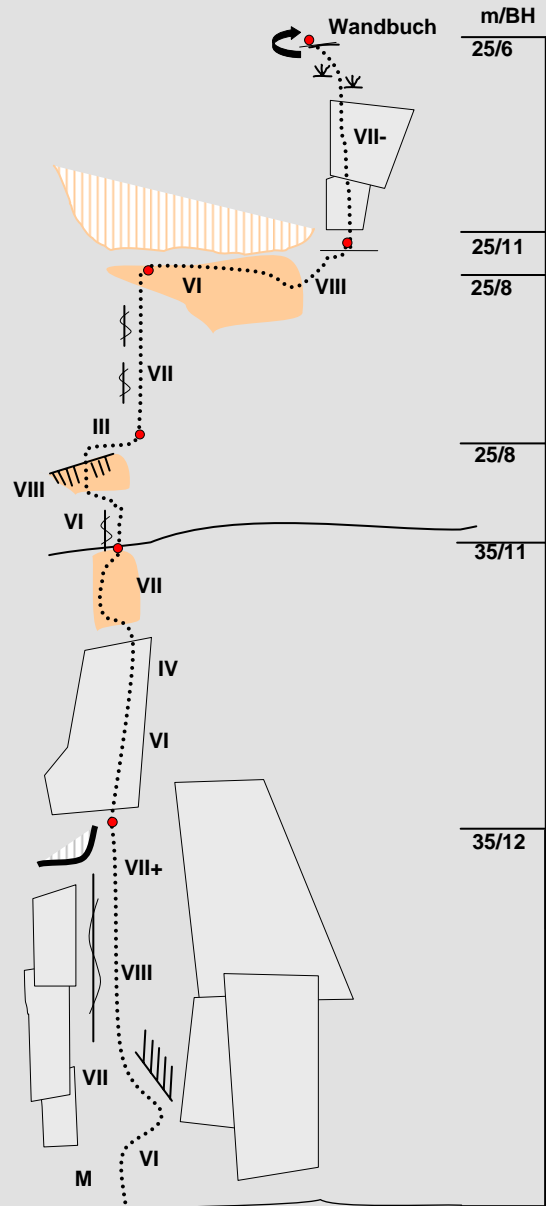 m/BH
Wandbuch
25/6
VII-
25/11
VI
VIII
25/8
VII
III
25/8
VIII
VI
35/11
VII
IV
VI
35/12
VII+
VIII
VII
VI
M